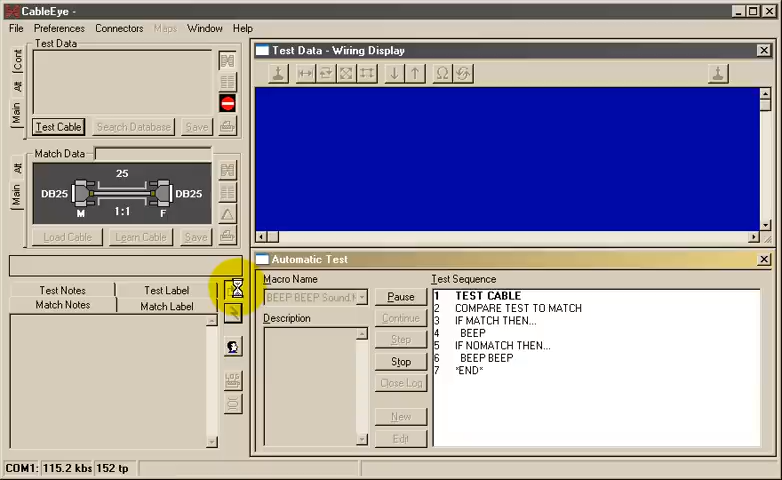 CableEye -
File Preferences Connectors Maps Window Help
Test Data
Cont
Alt
Main
Test Cable Search Database Save
Match Data
Alt
Main
25
DB25 DB25
M 1:1 F
Load Cable Learn Cable Save
Test Notes Test Label
Match Notes Match Label
LOG
Test Data - Wiring Display
Automatic Test
Macro Name
BEEP BEEP Sound.
Description
Pause
Continue
Step
Stop
Close Log
New
Edit
Test Sequence
1 TEST CABLE
2 COMPARE TEST TO MATCH
3 IF MATCH THEN...
4 BEEP
5 IF NOMATCH THEN...
6 BEEP BEEP
7 *END*
COM1: 115.2 kbs 152 tp